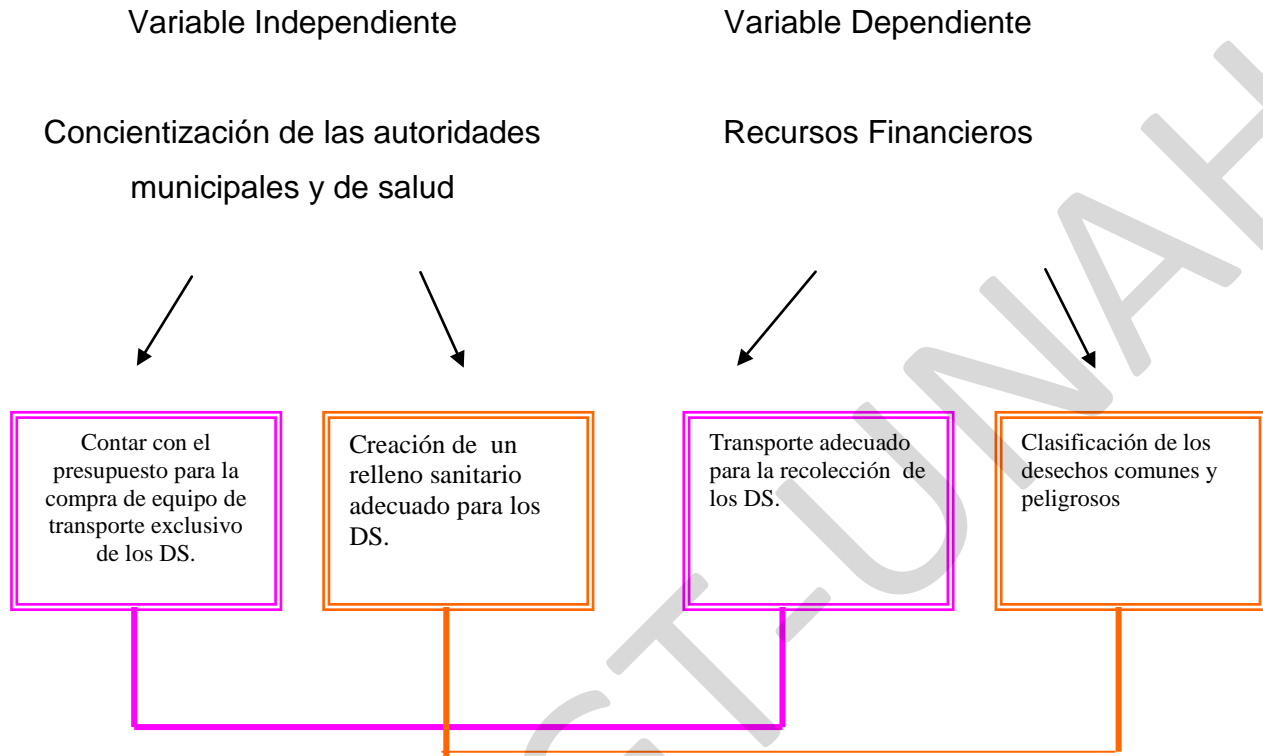 Variable Independiente
Variable Dependiente
Concientización de las autoridades
municipales y de salud
Recursos Financieros
Contar con el
presupuesto para la
compra de equipo de
transporte exclusivo
de los DS.
Creación de un
relleno sanitario
adecuado para los
DS.
Transporte adecuado
para la recolección de
los DS.
Clasificación de los
desechos comunes y
peligrosos
ST-UNAH